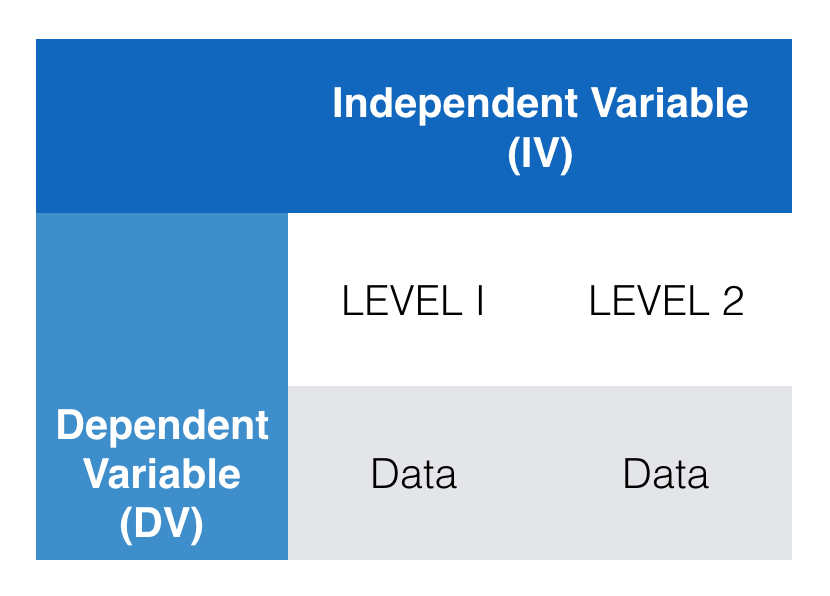 Independent Variable
(IV)
LEVEL I
LEVEL 2
Dependent
Variable
(DV)
Data
Data